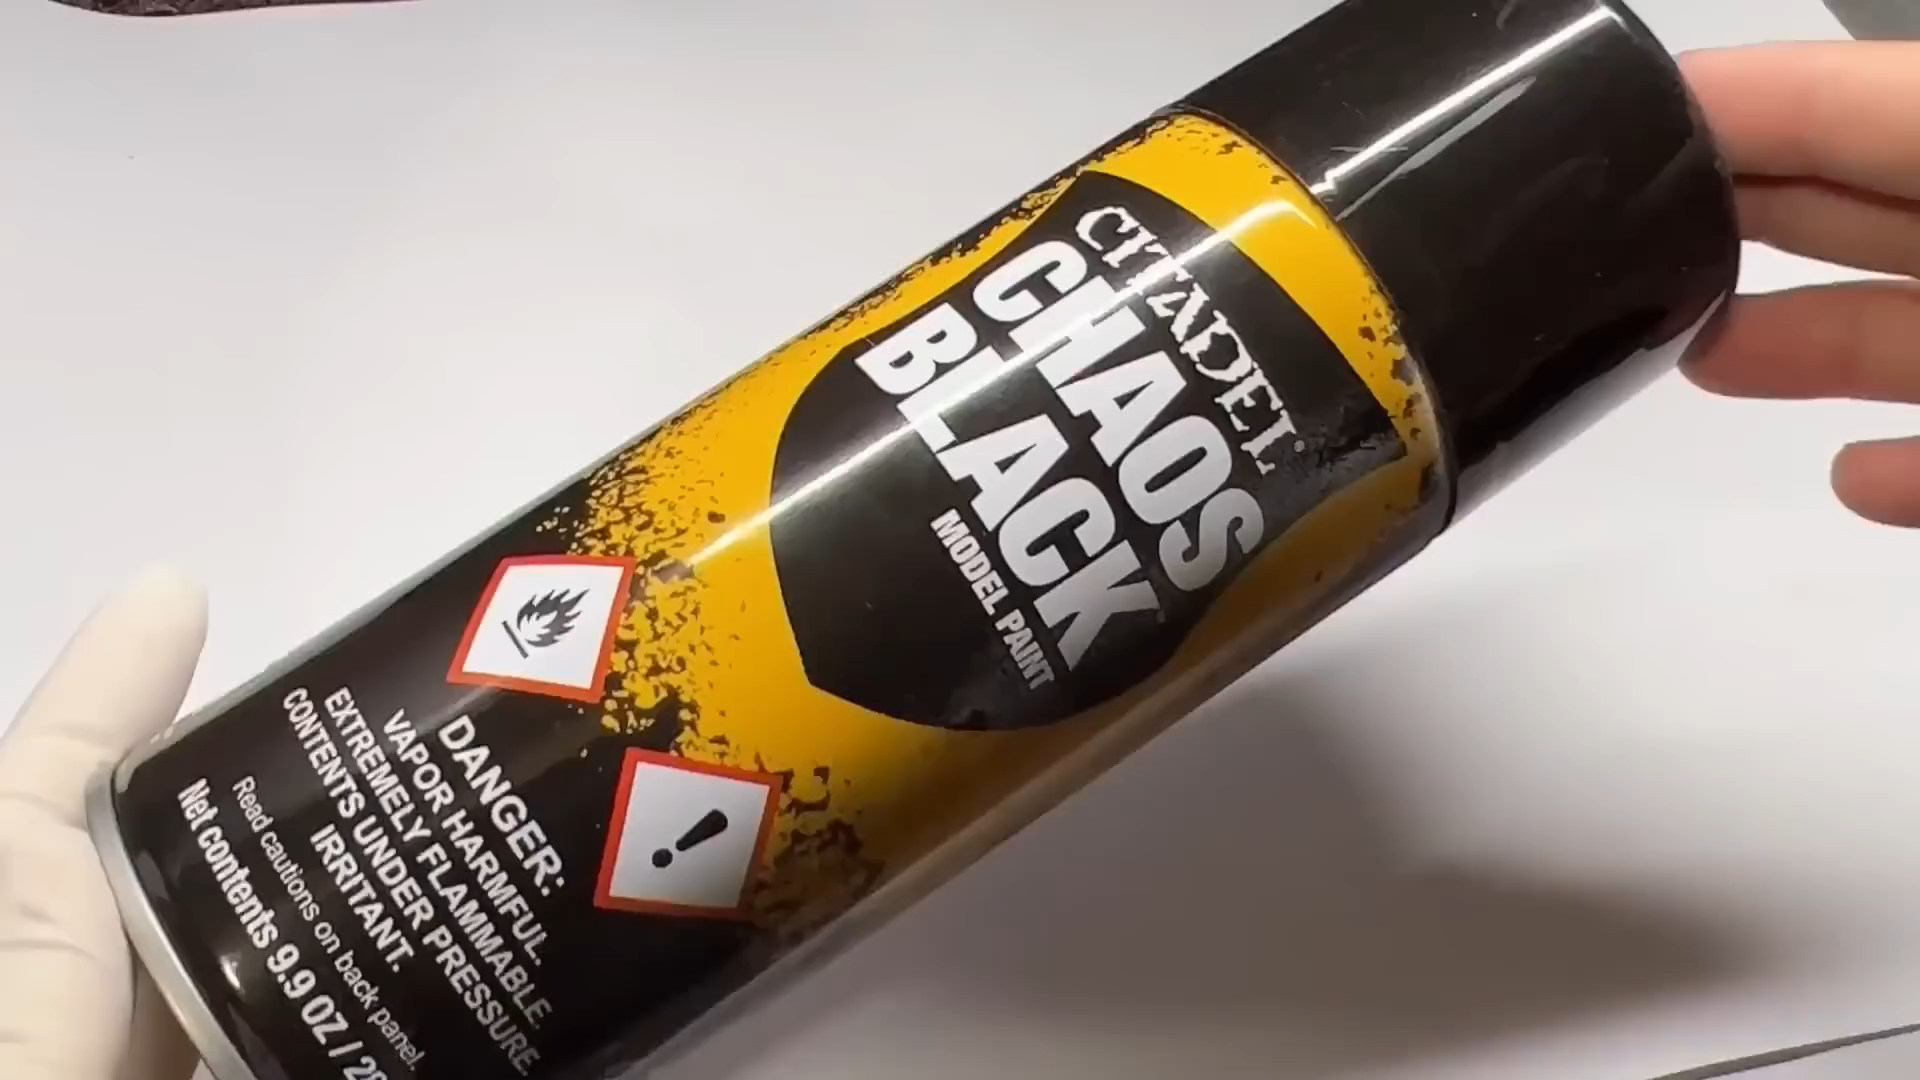 CITADEL
CHAOS
BLACK
MODEL PAINT
DANGER:
VAPOR HARMFUL.
EXTREMELY FLAMMABLE.
CONTENTS UNDER PRESSURE.
IRRITANT.
Read cautions on back panel.
Net contents 9.9 OZ /